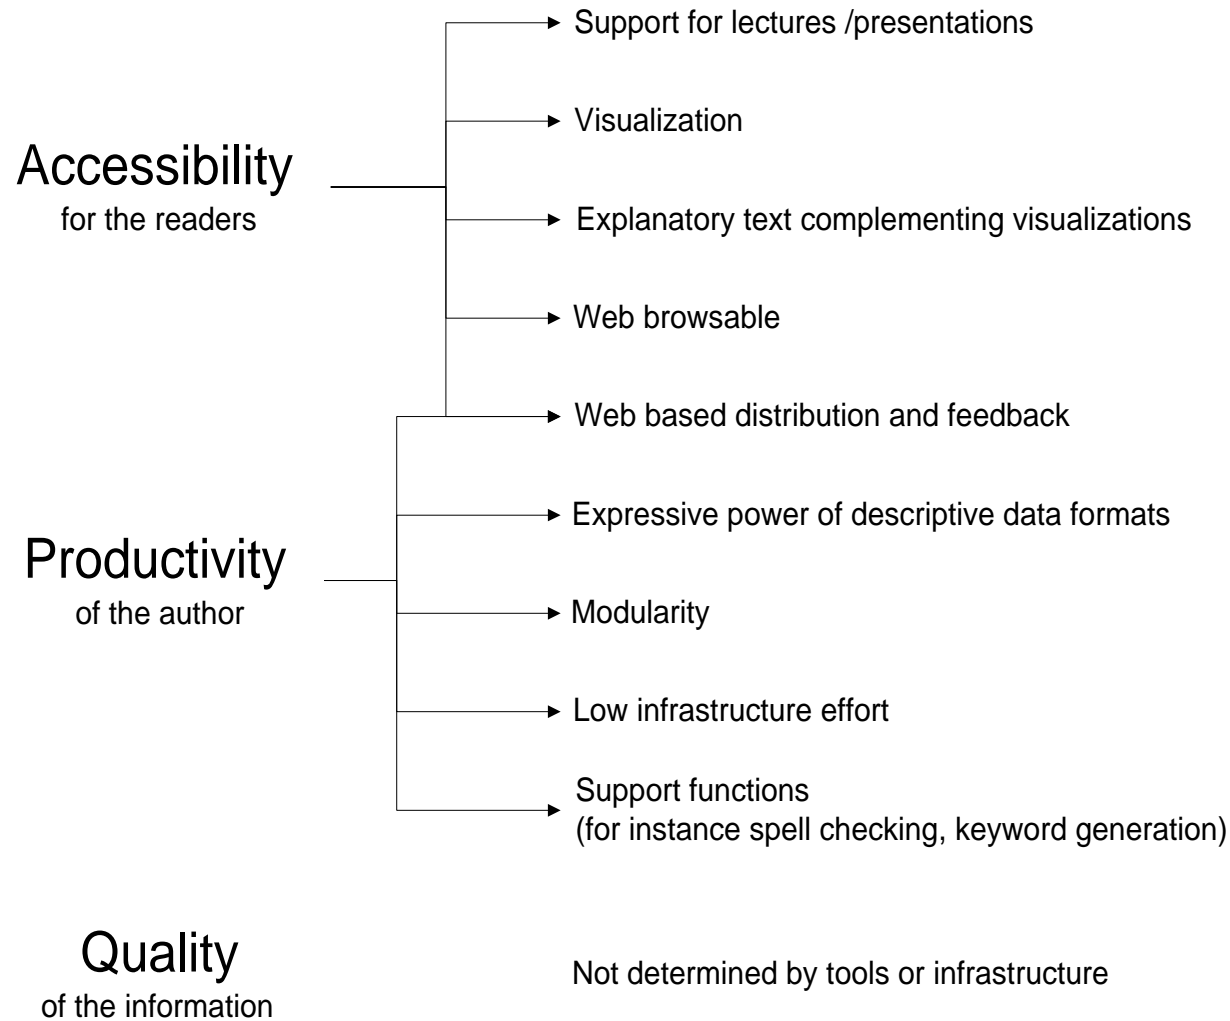 Support for lectures /presentations
Visualization
Accessibility
for the readers
Explanatory text complementing visualizations
Web browsable
Web based distribution and feedback
Expressive power of descriptive data formats
Productivity
of the author
Modularity
Low infrastructure effort
Support functions
(for instance spell checking, keyword generation)
Quality
of the information
Not determined by tools or infrastructure